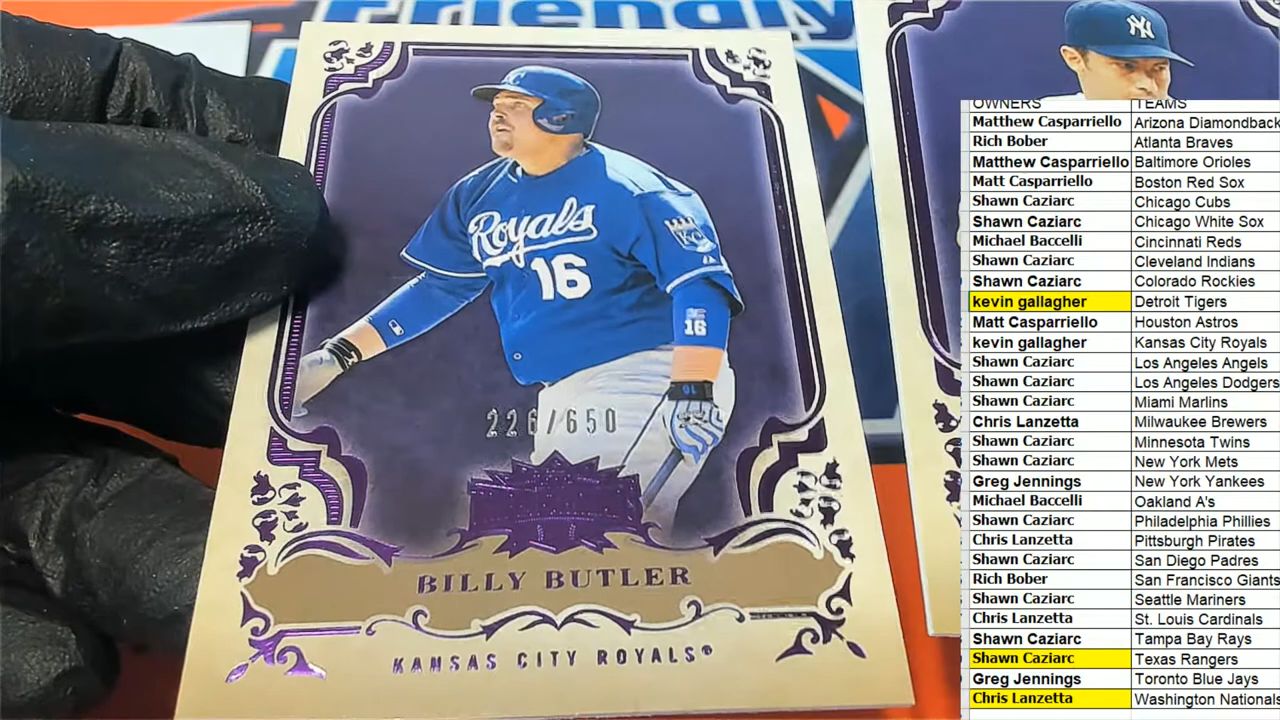 Friendly
NY
Royals
16
KC
16
226/650
BILLY BUTLER
KANSAS CITY ROYALS®
OWNERS TEAMS
Matthew Casparriello Arizona Diamondback
Rich Bober Atlanta Braves
Matthew Casparriello Baltimore Orioles
Matt Casparriello Boston Red Sox
Shawn Caziarc Chicago Cubs
Shawn Caziarc Chicago White Sox
Michael Baccelli Cincinnati Reds
Shawn Caziarc Cleveland Indians
Shawn Caziarc Colorado Rockies
kevin gallagher Detroit Tigers
Matt Casparriello Houston Astros
kevin gallagher Kansas City Royals
Shawn Caziarc Los Angeles Angels
Shawn Caziarc Los Angeles Dodgers
Shawn Caziarc Miami Marlins
Chris Lanzetta Milwaukee Brewers
Shawn Caziarc Minnesota Twins
Shawn Caziarc New York Mets
Greg Jennings New York Yankees
Michael Baccelli Oakland A's
Shawn Caziarc Philadelphia Phillies
Chris Lanzetta Pittsburgh Pirates
Shawn Caziarc San Diego Padres
Rich Bober San Francisco Giants
Shawn Caziarc Seattle Mariners
Chris Lanzetta St. Louis Cardinals
Shawn Caziarc Tampa Bay Rays
Shawn Caziarc Texas Rangers
Greg Jennings Toronto Blue Jays
Chris Lanzetta Washington Nationals